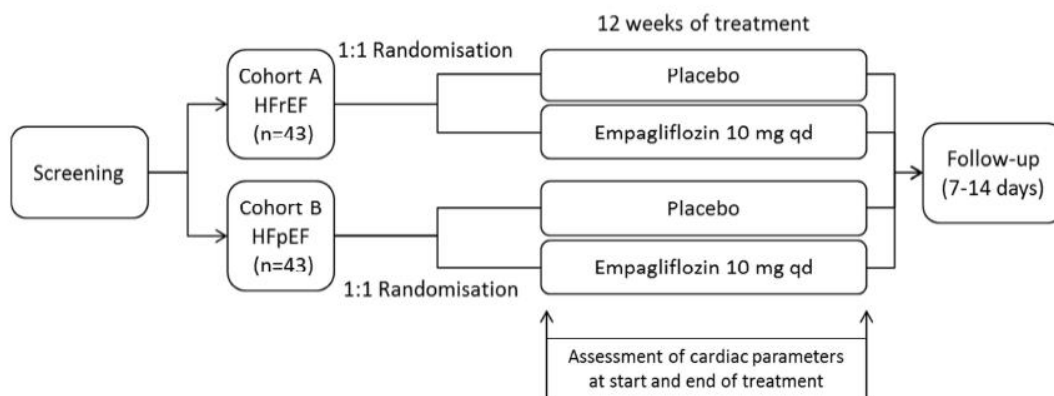 12 weeks of treatment
1:1 Randomisation
Cohort A
HFrEF
(n=43)
Placebo
Empagliflozin 10 mg qd
Screening
Follow-up
(7-14 days)
Cohort B
HFpEF
(n=43)
Placebo
Empagliflozin 10 mg qd
1:1 Randomisation
Assessment of cardiac parameters
at start and end of treatment